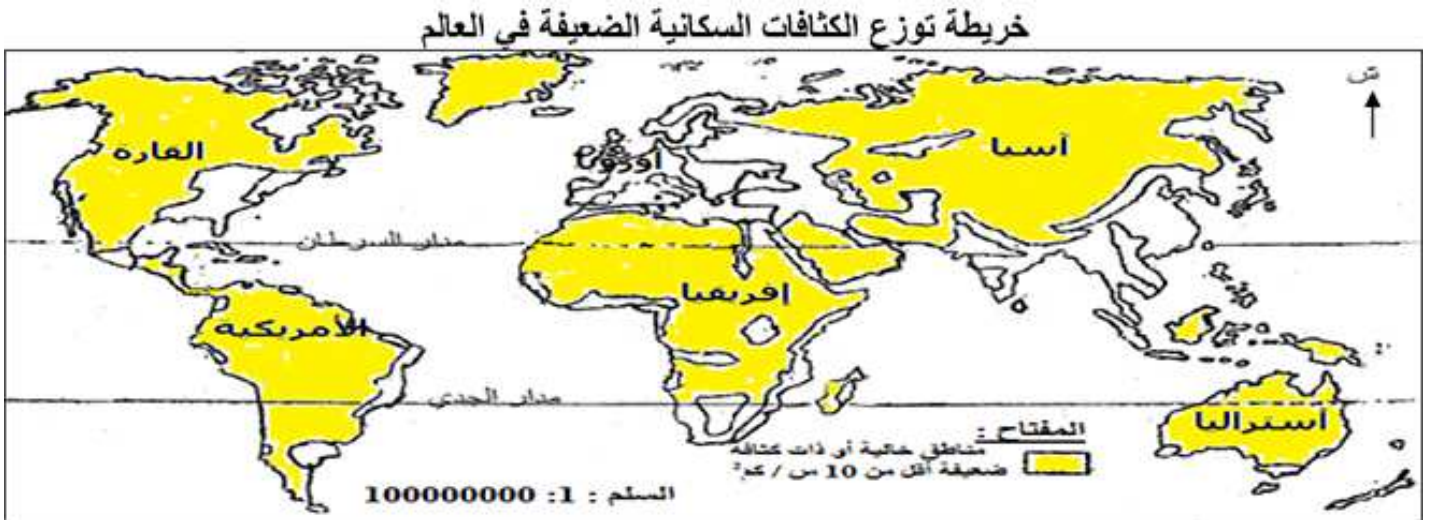 خريطة توزع الكثافات السكانية الضعيفة في العالم
ش
القارة
أوروبا
آسيا
مدار السرطان
إفريقيا
الأمريكية
مدار الجدي
أستراليا
المفتاح :
مناطق خالية أو ذات كثافة
ضعيفة أقل من 10 س / كم²
السلم : 1: 100000000